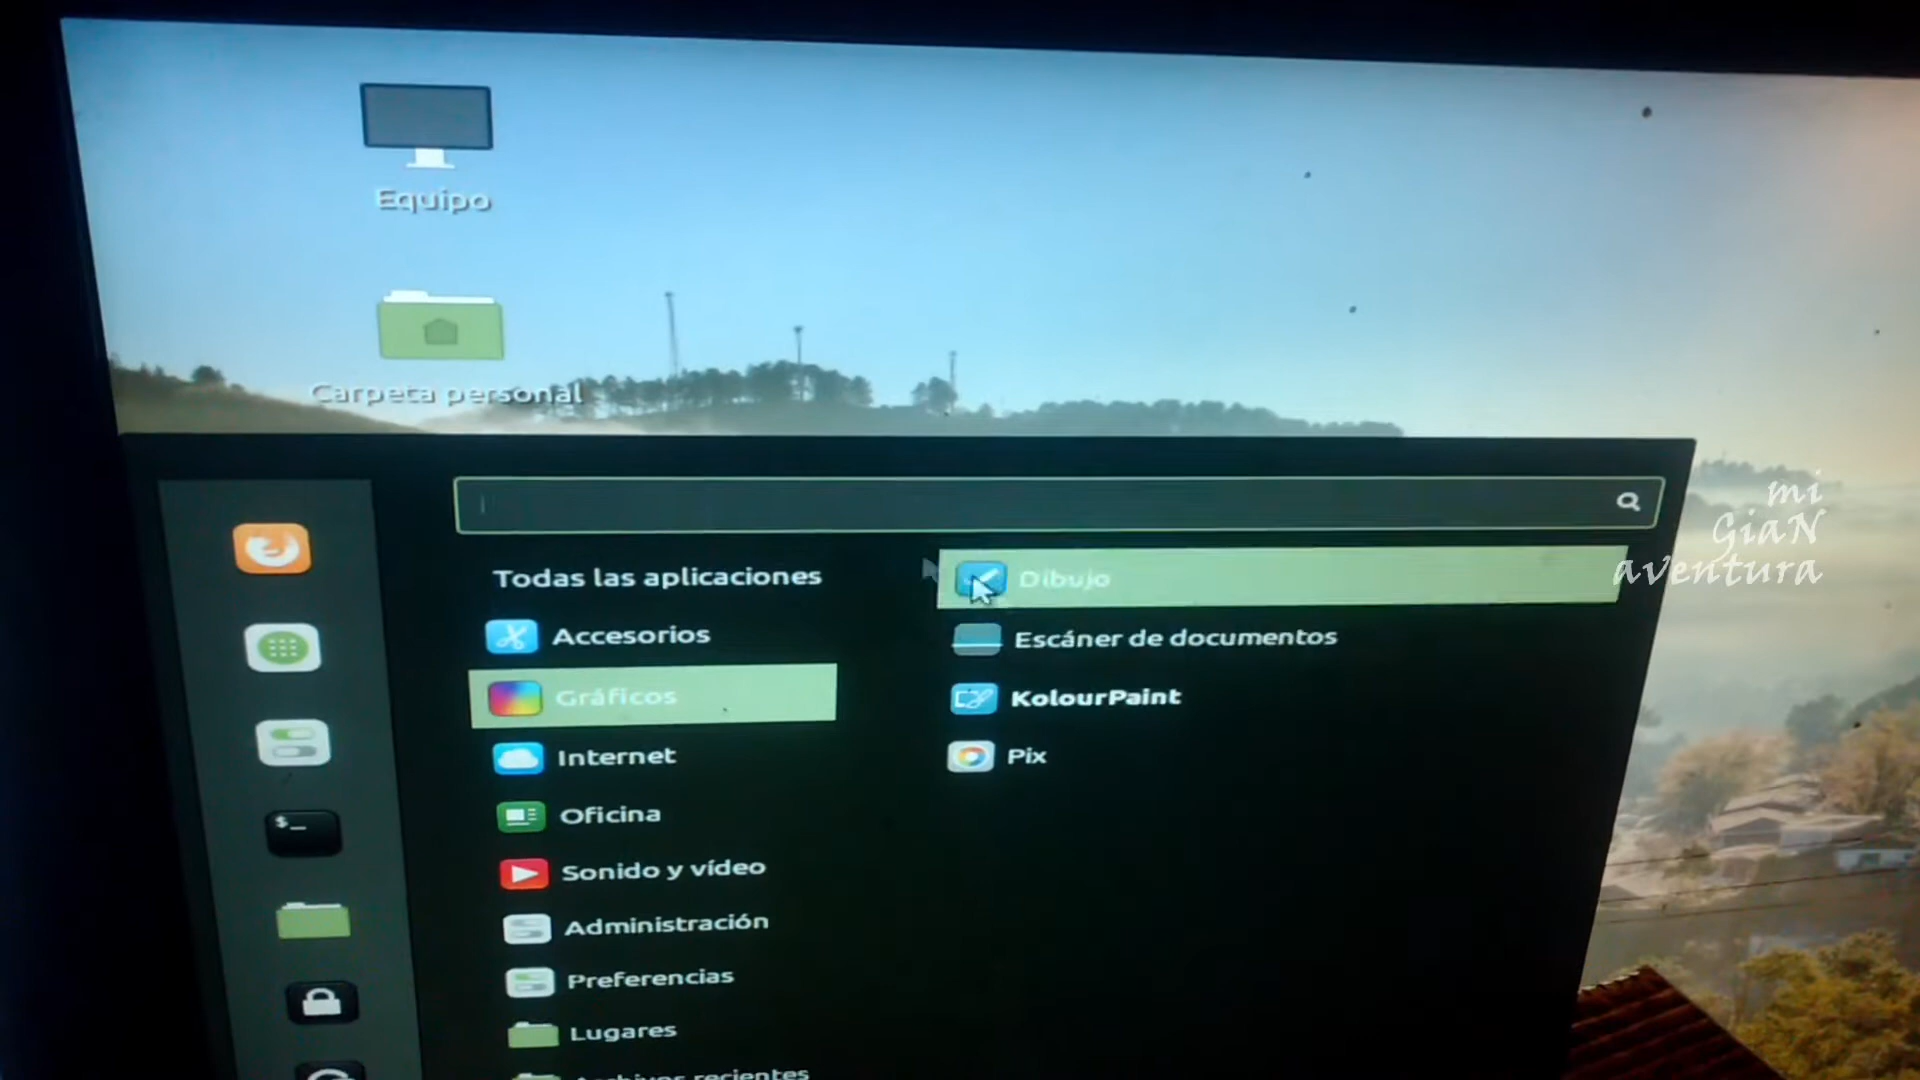 Equipo
Carpeta personal
mi
GiaN
aventura
Todas las aplicaciones
Accesorios
Gráficos
Internet
Oficina
Sonido y vídeo
Administración
Preferencias
Lugares
Archivos recientes
Dibujo
Escáner de documentos
KolourPaint
Pix
$_